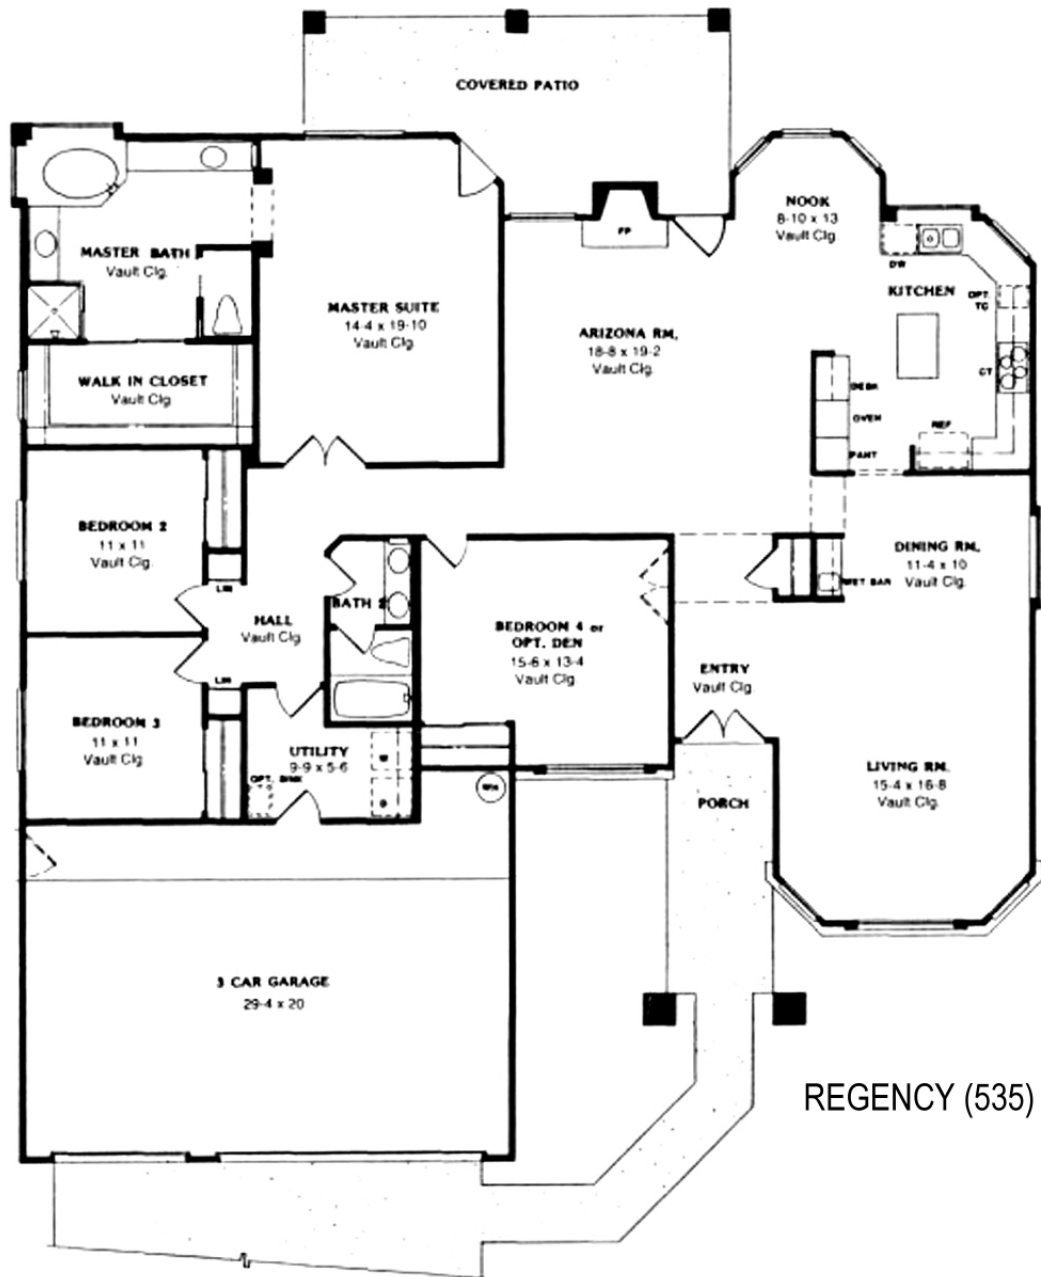 COVERED PATIO
NOOK
8-10 x 13
Vault Clg.
MASTER BATH
Vault Clg.
DW
KITCHEN
OPT.
TC
FP
MASTER SUITE
14-4 x 19-10
Vault Clg.
ARIZONA RM.
18-8 x 19-2
Vault Clg.
CT
WALK IN CLOSET
Vault Clg.
DESK
OVEN
REF
PANT
BEDROOM 2
11 x 11
Vault Clg.
DINING RM.
11-4 x 10
Vault Clg.
WET BAR
LIN
BATH 2
HALL
Vault Clg.
BEDROOM 4 or
OPT. DEN
15-6 x 13-4
Vault Clg.
ENTRY
Vault Clg.
LIN
BEDROOM 3
11 x 11
Vault Clg.
UTILITY
9-9 x 5-6
OPT. SINK
W
D
WH
LIVING RM.
15-4 x 16-8
Vault Clg.
PORCH
3 CAR GARAGE
29-4 x 20
REGENCY (535)